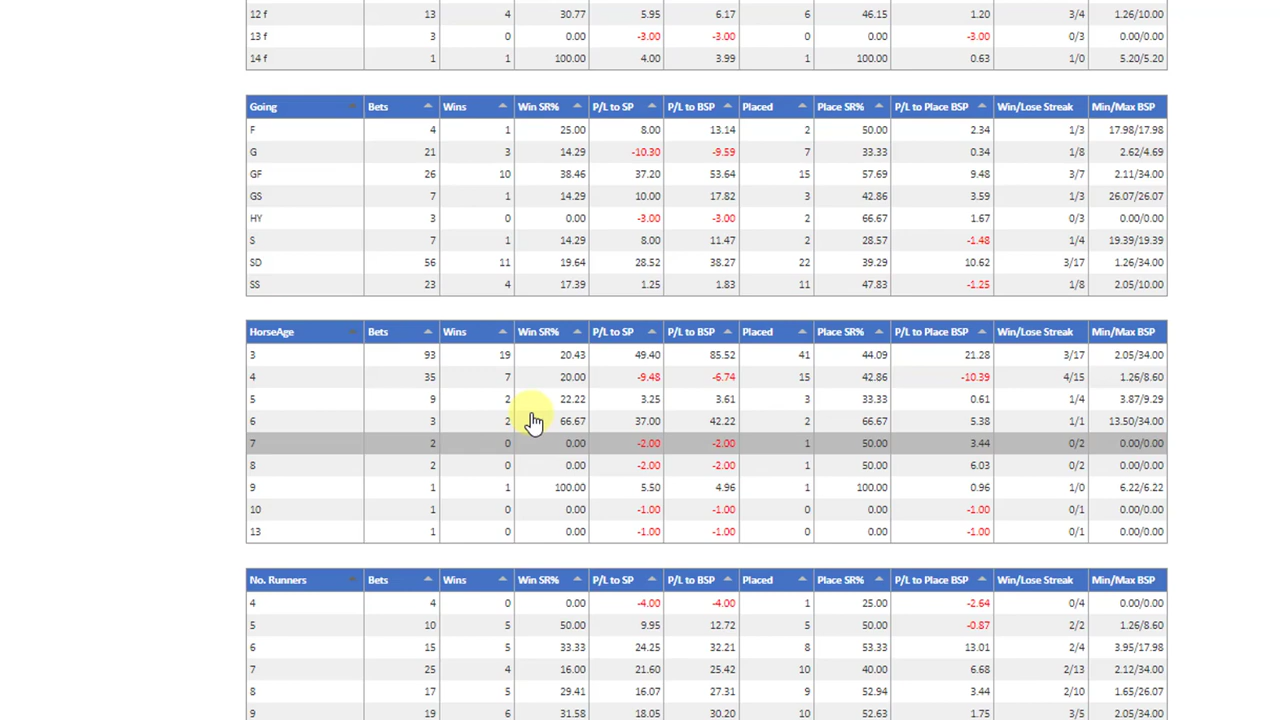 12 f 13 4 30.77 5.95 6.17 6 46.15 1.20 3/4 1.26/10.00
13 f 3 0 0.00 -3.00 -3.00 0 0.00 -3.00 0/3 0.00/0.00
14 f 1 1 100.00 4.00 3.99 1 100.00 0.63 1/0 5.20/5.20
Going Bets Wins Win SR% P/L to SP P/L to BSP Placed Place SR% P/L to Place BSP Win/Lose Streak Min/Max BSP
F 4 1 25.00 8.00 13.14 2 50.00 2.34 1/3 17.98/17.98
G 21 3 14.29 -10.30 -9.59 7 33.33 0.34 1/8 2.62/4.69
GF 26 10 38.46 37.20 53.64 15 57.69 9.48 3/7 2.11/34.00
GS 7 1 14.29 10.00 17.82 3 42.86 3.59 1/3 26.07/26.07
HY 3 0 0.00 -3.00 -3.00 2 66.67 1.67 0/3 0.00/0.00
S 7 1 14.29 8.00 11.47 2 28.57 -1.48 1/4 19.39/19.39
SD 56 11 19.64 28.52 38.27 22 39.29 10.62 3/17 1.26/34.00
SS 23 4 17.39 1.25 1.83 11 47.83 -1.25 1/8 2.05/10.00
HorseAge Bets Wins Win SR% P/L to SP P/L to BSP Placed Place SR% P/L to Place BSP Win/Lose Streak Min/Max BSP
3 93 19 20.43 49.40 85.52 41 44.09 21.28 3/17 2.05/34.00
4 35 7 20.00 -9.48 -6.74 15 42.86 -10.39 4/15 1.26/8.60
5 9 2 22.22 3.25 3.61 3 33.33 0.61 1/4 3.87/9.29
6 3 2 66.67 37.00 42.22 2 66.67 5.38 1/1 13.50/34.00
7 2 0 0.00 -2.00 -2.00 1 50.00 3.44 0/2 0.00/0.00
8 2 0 0.00 -2.00 -2.00 1 50.00 6.03 0/2 0.00/0.00
9 1 1 100.00 5.50 4.96 1 100.00 0.96 1/0 6.22/6.22
10 1 0 0.00 -1.00 -1.00 0 0.00 -1.00 0/1 0.00/0.00
13 1 0 0.00 -1.00 -1.00 0 0.00 -1.00 0/1 0.00/0.00
No. Runners Bets Wins Win SR% P/L to SP P/L to BSP Placed Place SR% P/L to Place BSP Win/Lose Streak Min/Max BSP
4 4 0 0.00 -4.00 -4.00 1 25.00 -2.64 0/4 0.00/0.00
5 10 5 50.00 9.95 12.72 5 50.00 -0.87 2/2 1.26/8.60
6 15 5 33.33 24.25 32.21 8 53.33 13.01 2/4 3.95/17.98
7 25 4 16.00 21.60 25.42 10 40.00 6.68 2/13 2.12/34.00
8 17 5 29.41 16.07 27.31 9 52.94 3.44 2/10 1.65/26.07
9 19 6 31.58 18.05 30.20 10 52.63 1.75 3/5 2.05/34.00